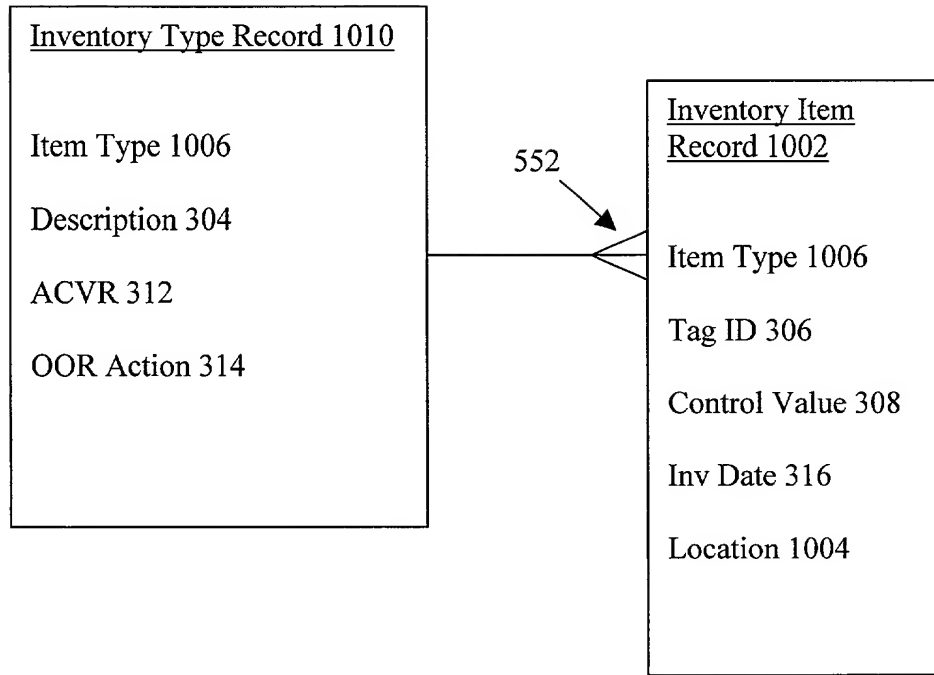 Inventory Type Record 1010
Item Type 1006
Description 304
ACVR 312
OOR Action 314
552
Inventory Item
Record 1002
Item Type 1006
Tag ID 306
Control Value 308
Inv Date 316
Location 1004